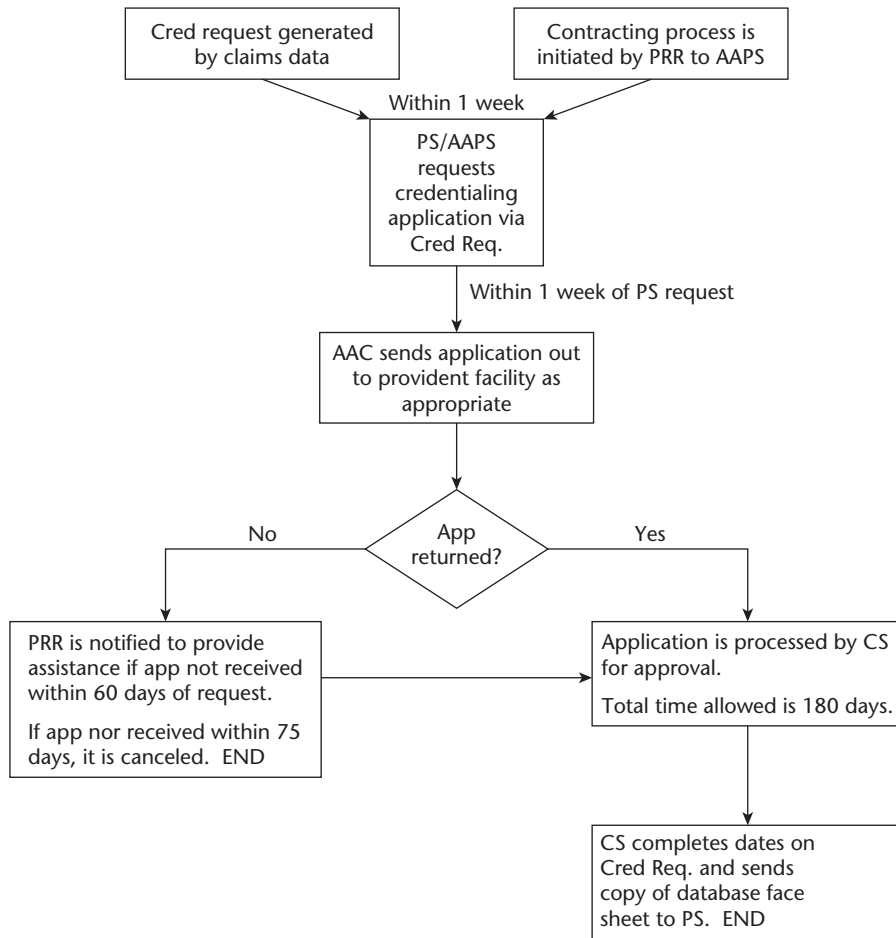 Cred request generated
by claims data
Contracting process is
initiated by PRR to AAPS
Within 1 week
PS/AAPS
requests
credentialing
application via
Cred Req.
Within 1 week of PS request
AAC sends application out
to provident facility as
appropriate
App
returned?
No
Yes
PRR is notified to provide
assistance if app not received
within 60 days of request.
If app nor received within 75
days, it is canceled. END
Application is processed by CS
for approval.
Total time allowed is 180 days.
CS completes dates on
Cred Req. and sends
copy of database face
sheet to PS. END